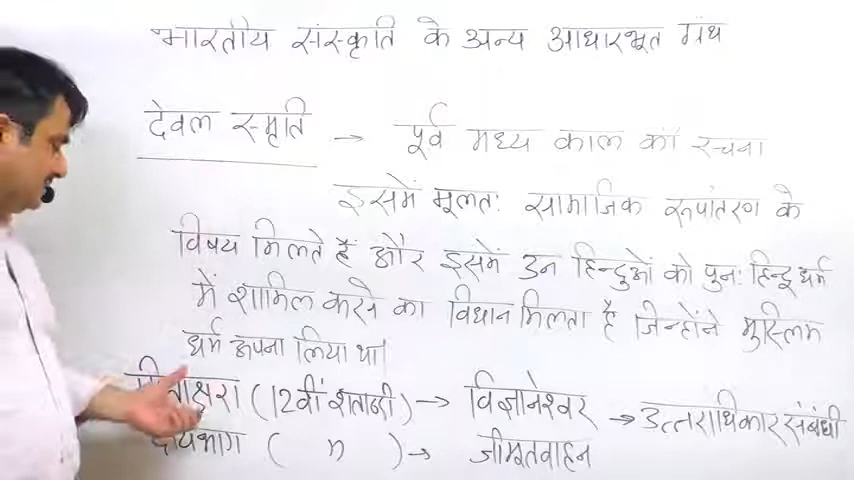 भारतीय संस्कृति के अन्य आधारभूत ग्रंथ
देवल स्मृति → पूर्व मध्य काल की रचना
इसमें मूलतः सामाजिक रूपांतरण के
विषय मिलते हैं और इसमें उन हिन्दुओं को पुनः हिन्दू धर्म
में शामिल करने का विधान मिलता है जिन्होंने मुस्लिम
धर्म अपना लिया था।
(12वीं शताब्दी) → विज्ञानेश्वर → उत्तराधिकार संबंधी
( " ) → जीमूतवाहन